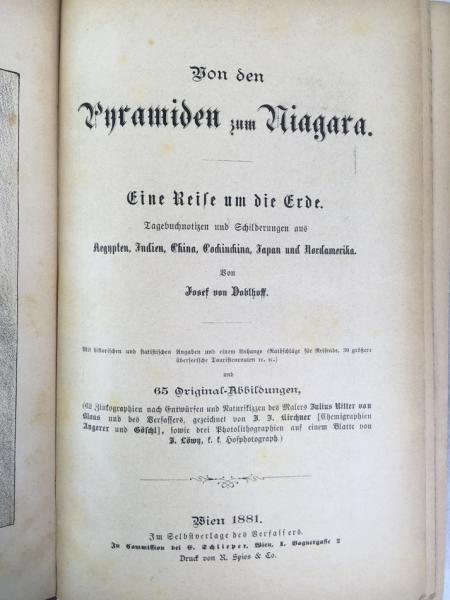 Von den
Pyramiden zum Niagara.
Eine Reise um die Erde.
Tagebuchnotizen und Schilderungen aus
Aegypten, Indien, China, Cochinchina, Japan und Nordamerika.
Von
Josef von Doblhoff.
Mit historischen und statistischen Angaben und einem Anhange (Rathschläge für Reisende, 30 größere
überseeische Touristenrouten ꝛc. ꝛc.)
und
65 Original-Abbildungen,
(62 Zinkographien nach Entwürfen und Naturskizzen des Malers Julius Ritter von
Blaas und des Verfassers, gezeichnet von J. J. Kirchner [Chemigraphien
Angerer und Göschl], sowie drei Photolithographien auf einem Blatte von
J. Löwy, k. k. Hofphotograph.)
Wien 1881.
Im Selbstverlage des Verfassers.
In Commission bei E. Schlieper, Wien, I. Bognergasse 2
Druck von R. Spies & Co.